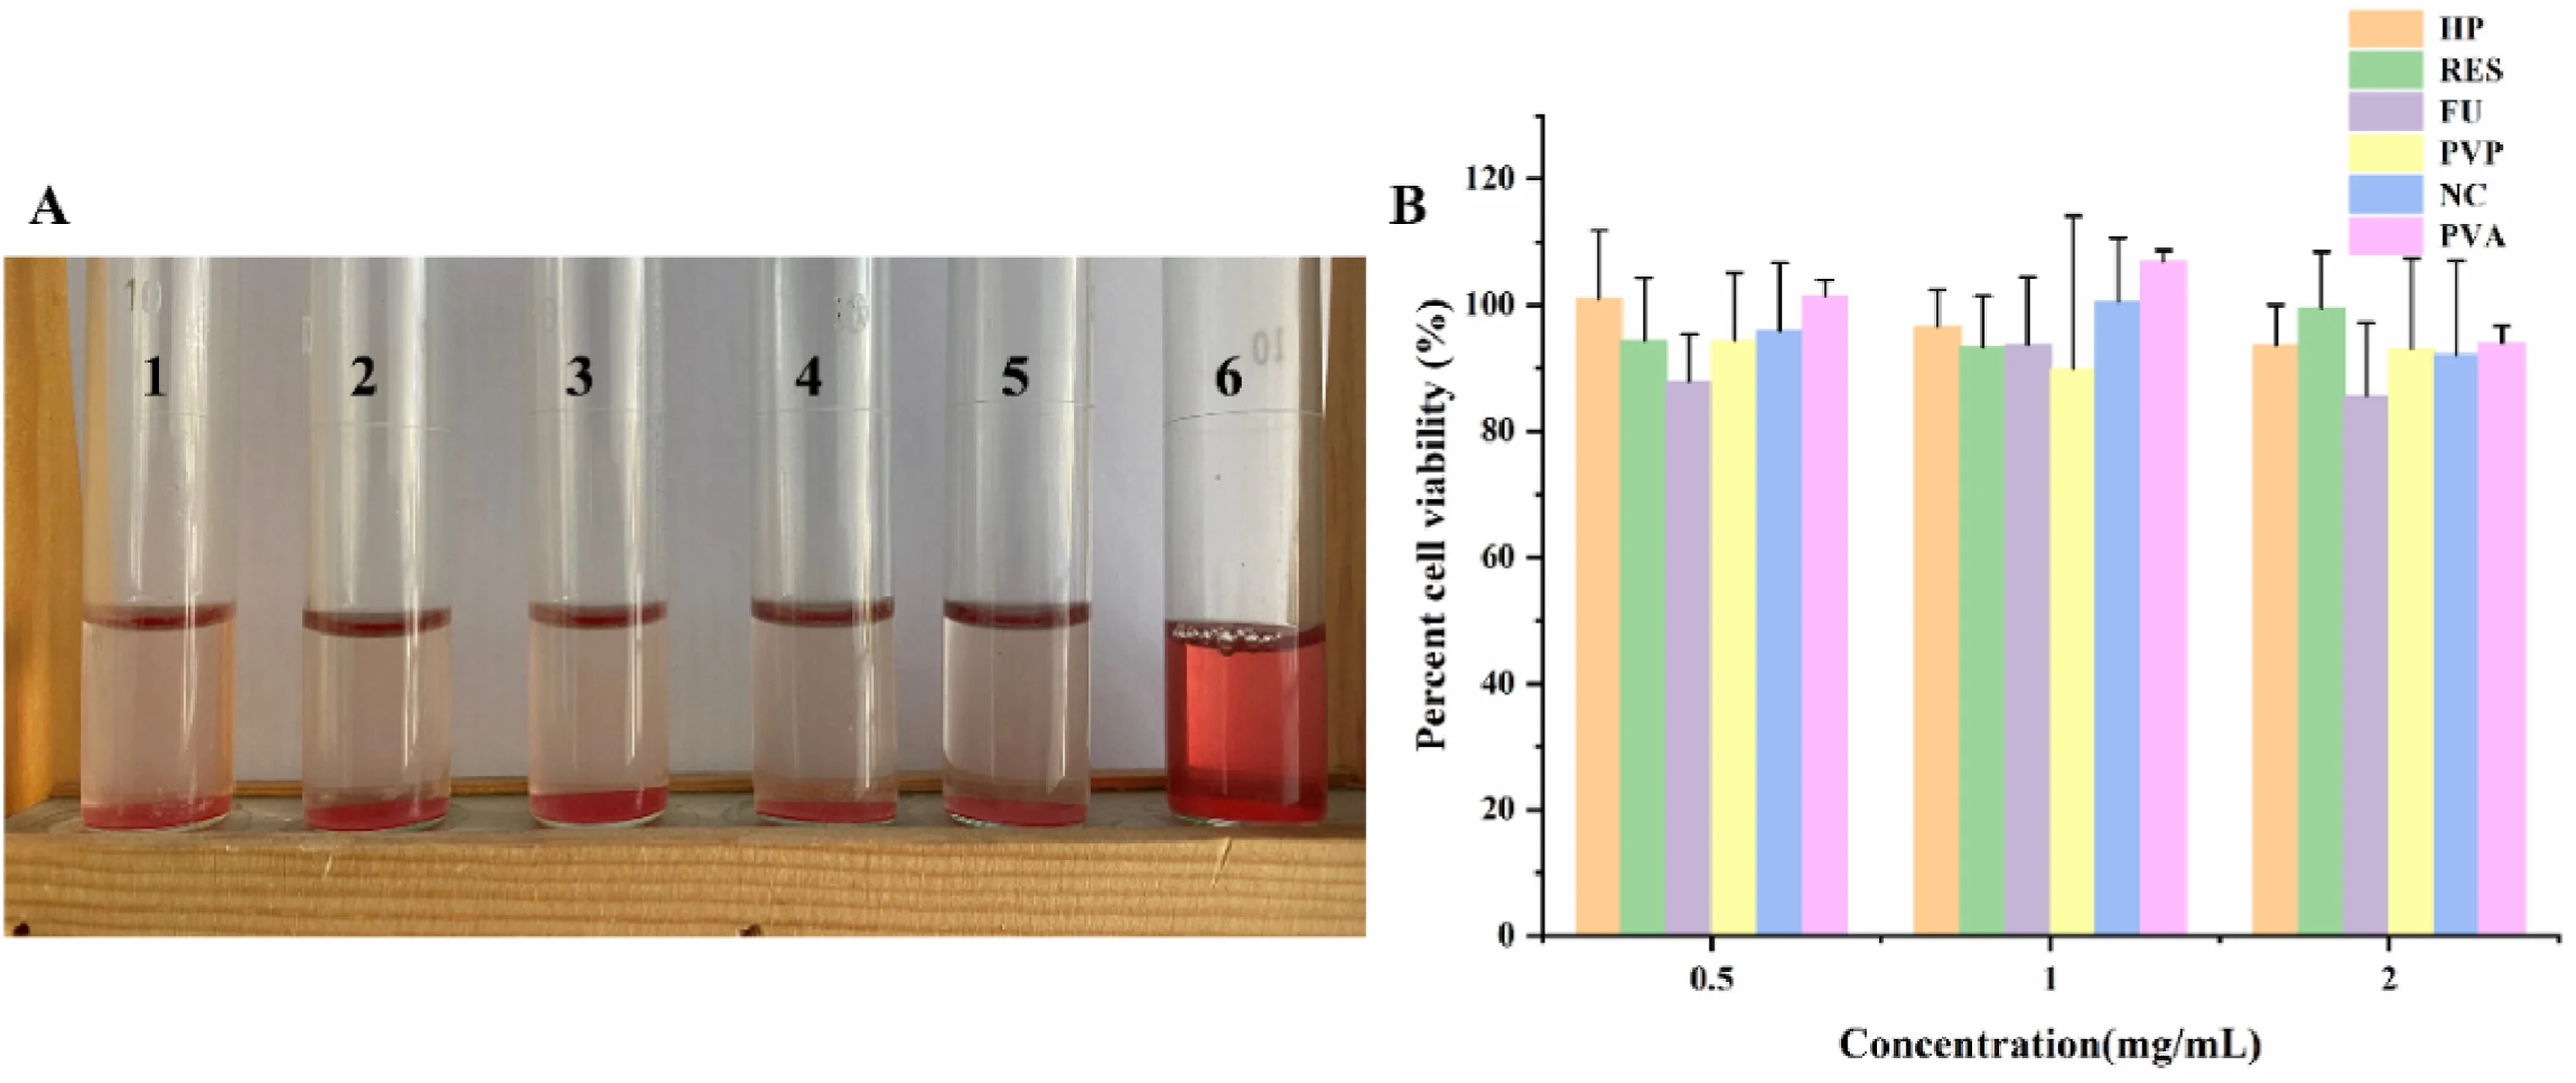 A
10
10
10
1 2 3 4 5 6
B
HP
RES
FU
PVP
NC
PVA
Percent cell viability (%)
120
100
80
60
40
20
0
0.5 1 2
Concentration(mg/mL)